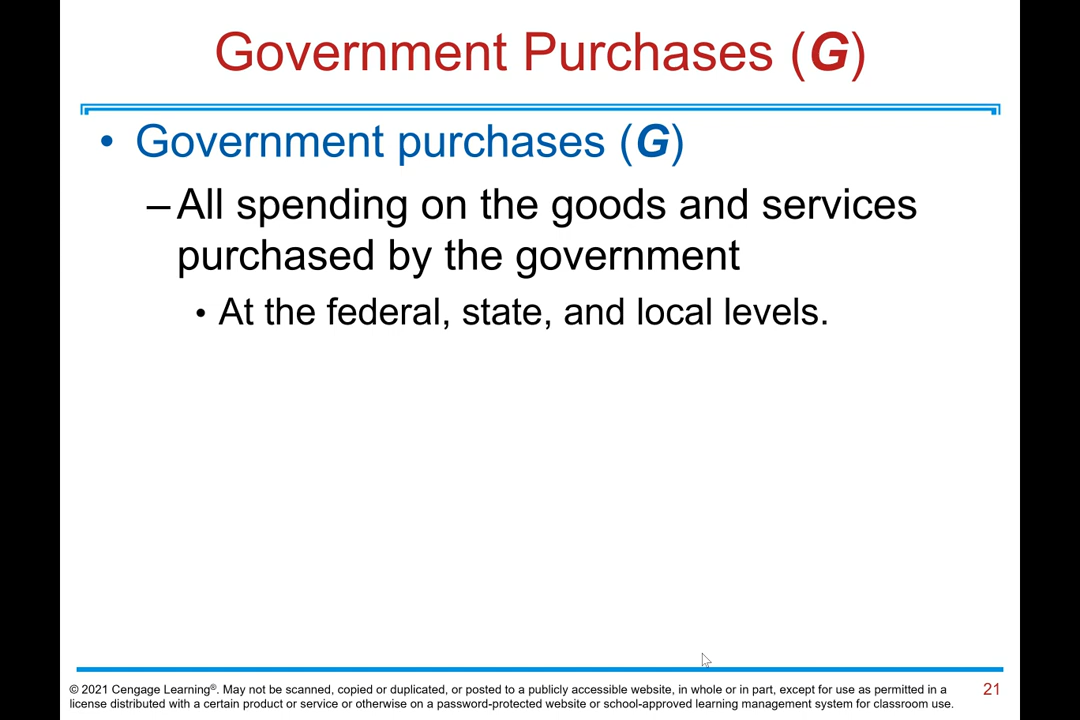 Government Purchases (G)
• Government purchases (G)
– All spending on the goods and services
purchased by the government
• At the federal, state, and local levels.
© 2021 Cengage Learning®. May not be scanned, copied or duplicated, or posted to a publicly accessible website, in whole or in part, except for use as permitted in a
license distributed with a certain product or service or otherwise on a password-protected website or school-approved learning management system for classroom use.
21